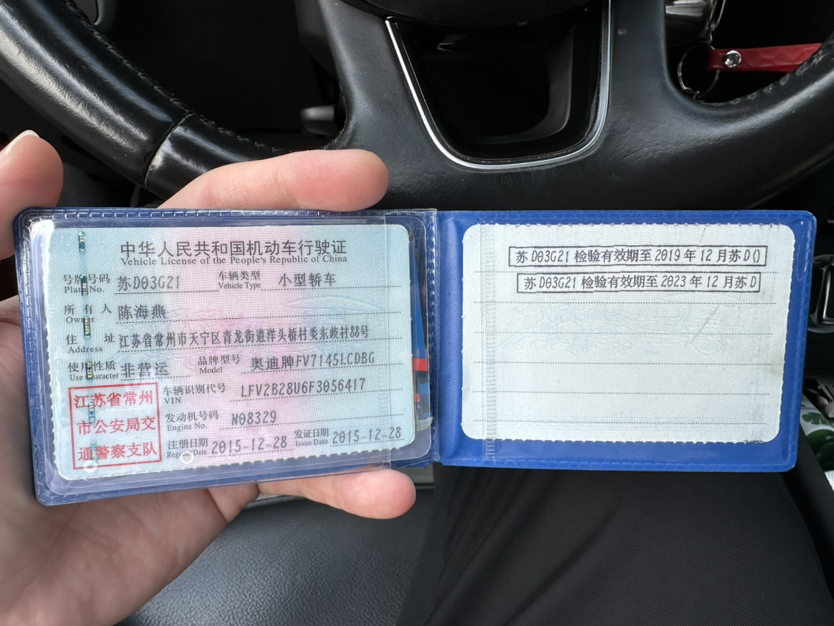 中华人民共和国机动车行驶证
Vehicle License of the People's Republic of China
号牌号码 苏D03G21 车辆类型 小型轿车
Plate No. Vehicle Type
所有人 陈海燕
Owner
住址 江苏省常州市天宁区青龙街道洋头桥村委东岐村88号
Address
使用性质 非营运 品牌型号 奥迪牌FV7145LCDBG
Use Character Model
江苏省常州
市公安局交
通警察支队
车辆识别代号 LFV2B28U6F3056417
VIN
发动机号码 N08329
Engine No.
注册日期 2015-12-28 发证日期 2015-12-28
Register Date Issue Date
苏D03G21检验有效期至2019年12月苏D()
苏D03G21检验有效期至2023年12月苏D